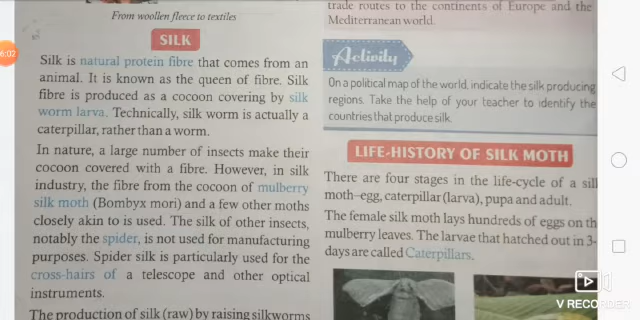 From woollen fleece to textiles
SILK
Silk is natural protein fibre that comes from an
animal. It is known as the queen of fibre. Silk
fibre is produced as a cocoon covering by silk
worm larva. Technically, silk worm is actually a
caterpillar, rather than a worm.
In nature, a large number of insects make their
cocoon covered with a fibre. However, in silk
industry, the fibre from the cocoon of mulberry
silk moth (Bombyx mori) and a few other moths
closely akin to is used. The silk of other insects,
notably the spider, is not used for manufacturing
purposes. Spider silk is particularly used for the
cross-hairs of a telescope and other optical
instruments.
The production of silk (raw) by raising silkworms
trade routes to the continents of Europe and the
Mediterranean world.
Activity
On a political map of the world, indicate the silk producing
regions. Take the help of your teacher to identify the
countries that produce silk.
LIFE-HISTORY OF SILK MOTH
There are four stages in the life-cycle of a sil
moth–egg, caterpillar (larva), pupa and adult.
The female silk moth lays hundreds of eggs on th
mulberry leaves. The larvae that hatched out in 3-
days are called Caterpillars.
6:02
V RECORDER